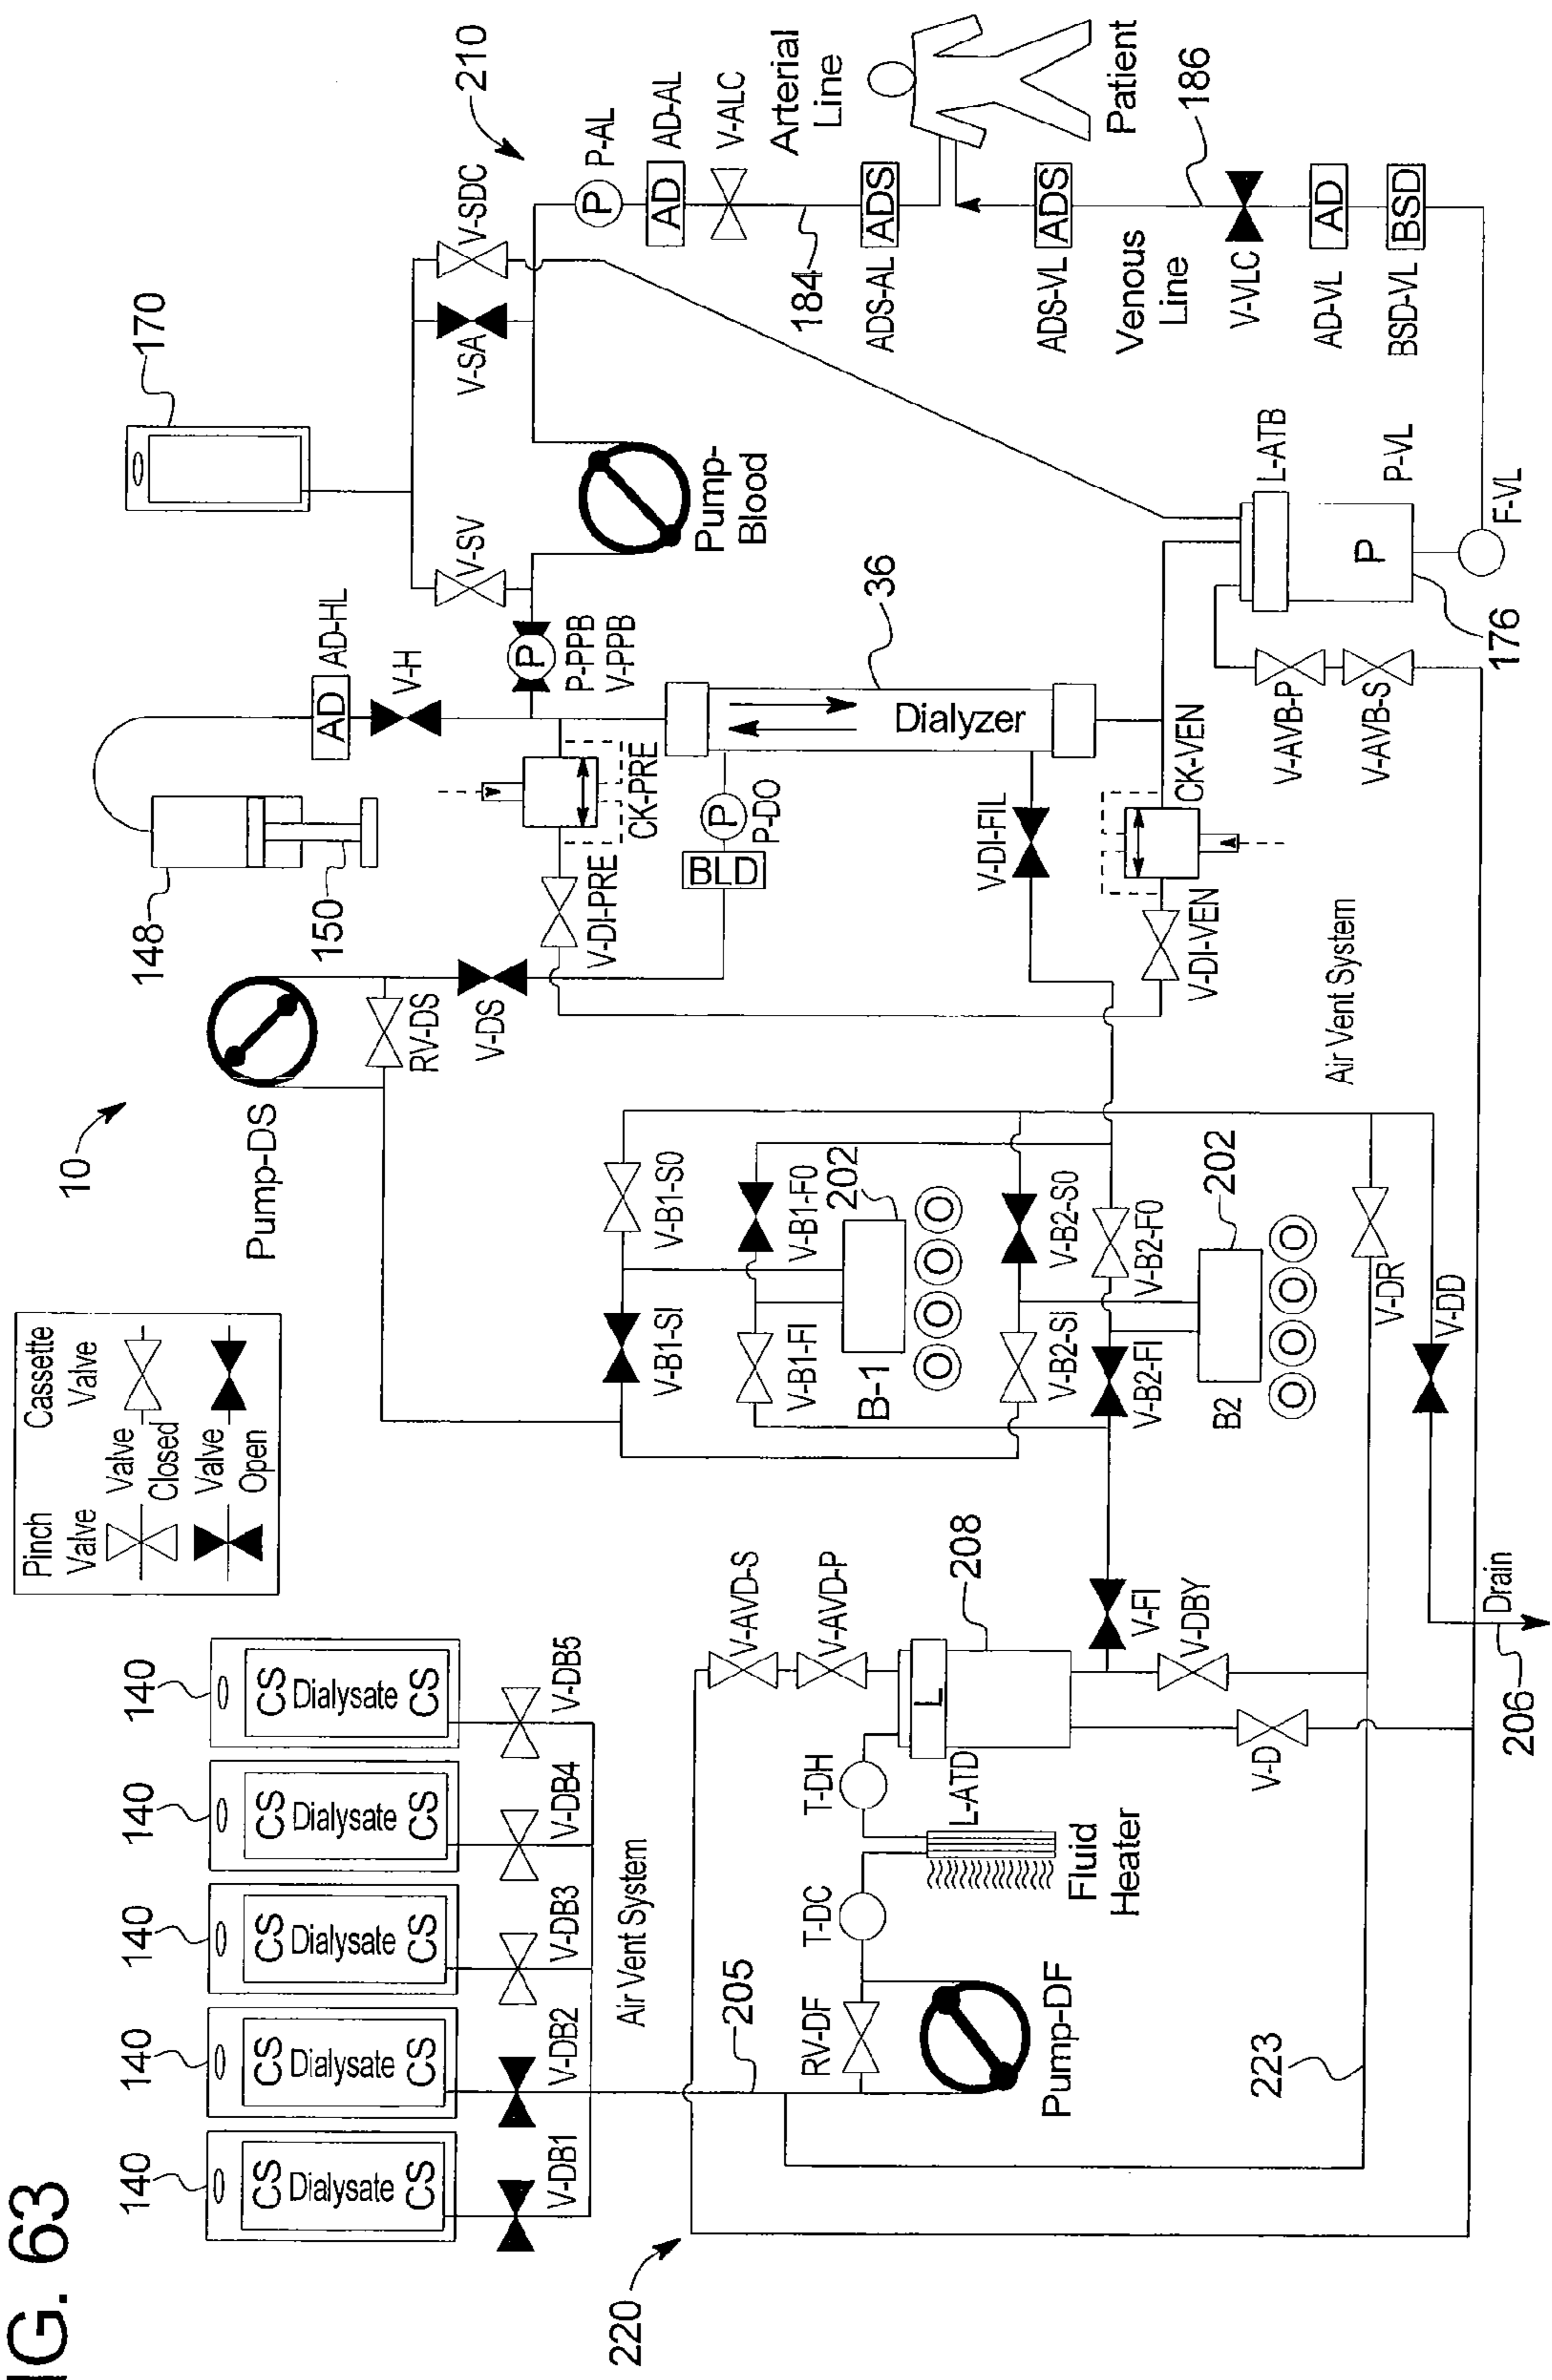 IG. 63
Pinch
Valve
Cassette
Valve
Valve
Closed
Valve
Open
10
220
140
140
140
140
140
CS Dialysate CS
CS Dialysate CS
CS Dialysate CS
CS Dialysate CS
CS Dialysate CS
V-DB1
V-DB2
V-DB3
V-DB4
V-DB5
Air Vent System
205
RV-DF
Pump-DF
T-DC
T-DH
Fluid
Heater
L-ATD
L
208
V-AVD-S
V-AVD-P
V-FI
V-DBY
V-D
223
206
Drain
V-DD
V-DR
Pump-DS
RV-DS
V-DS
V-B1-SI
V-B1-S0
V-B1-FI
V-B1-F0
B-1
202
V-B2-SI
V-B2-S0
V-B2-FI
V-B2-F0
B2
202
148
150
AD
AD-HL
V-H
P
P-PPB
V-PPB
CK-PRE
V-DI-PRE
BLD
P
P-DO
Dialyzer
36
V-DI-FIL
CK-VEN
V-DI-VEN
Air Vent System
170
V-SV
V-SA
V-SDC
Pump-
Blood
210
P
P-AL
AD
AD-AL
V-ALC
184
Arterial
Line
ADS
ADS-AL
Patient
ADS
ADS-VL
Venous
Line
186
V-VLC
AD
AD-VL
BSD
BSD-VL
L-ATB
P
P-VL
F-VL
176
V-AVB-P
V-AVB-S